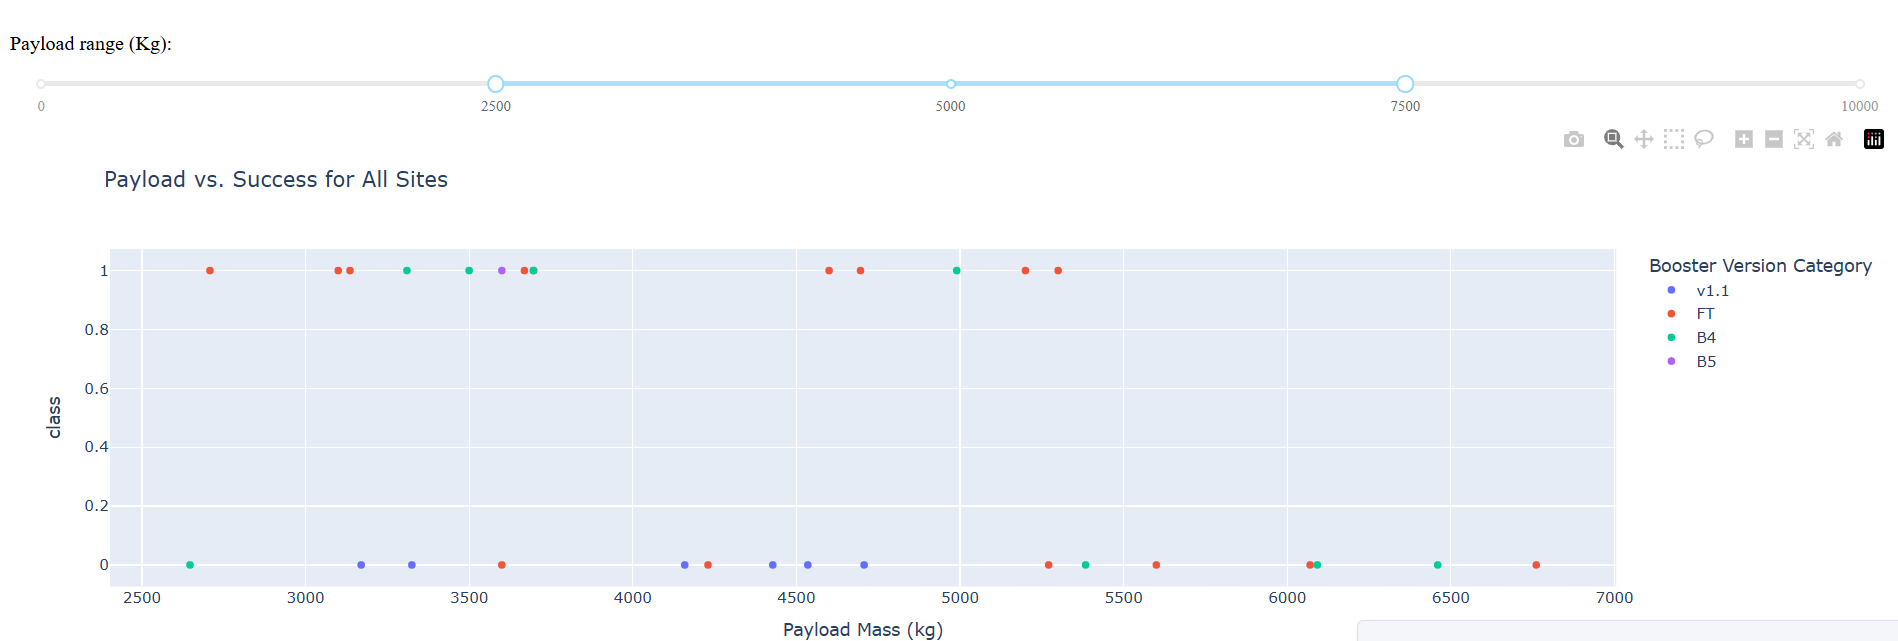 Payload range (Kg):
0 2500 5000 7500 10000
Payload vs. Success for All Sites
Booster Version Category
v1.1
FT
B4
B5
1
0.8
0.6
0.4
0.2
0
class
2500 3000 3500 4000 4500 5000 5500 6000 6500 7000
Payload Mass (kg)